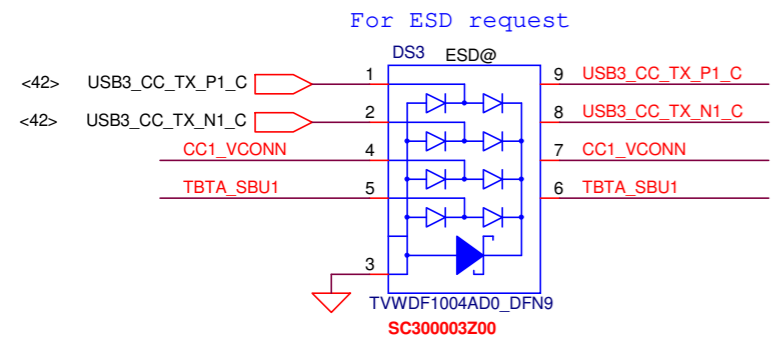 For ESD request
DS3 ESD@
<42> USB3_CC_TX_P1_C 1 9 USB3_CC_TX_P1_C
<42> USB3_CC_TX_N1_C 2 8 USB3_CC_TX_N1_C
CC1_VCONN 4 7 CC1_VCONN
TBTA_SBU1 5 6 TBTA_SBU1
3
TVWDF1004AD0_DFN9
SC300003Z00